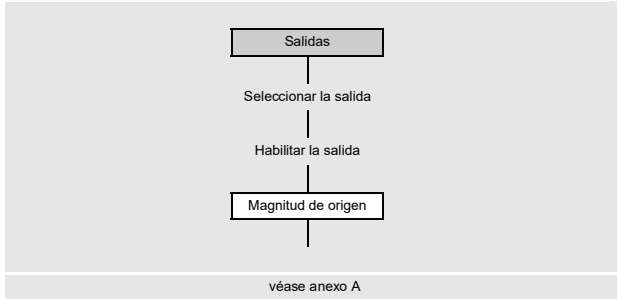 Salidas
Seleccionar la salida
Habilitar la salida
Magnitud de origen
véase anexo A